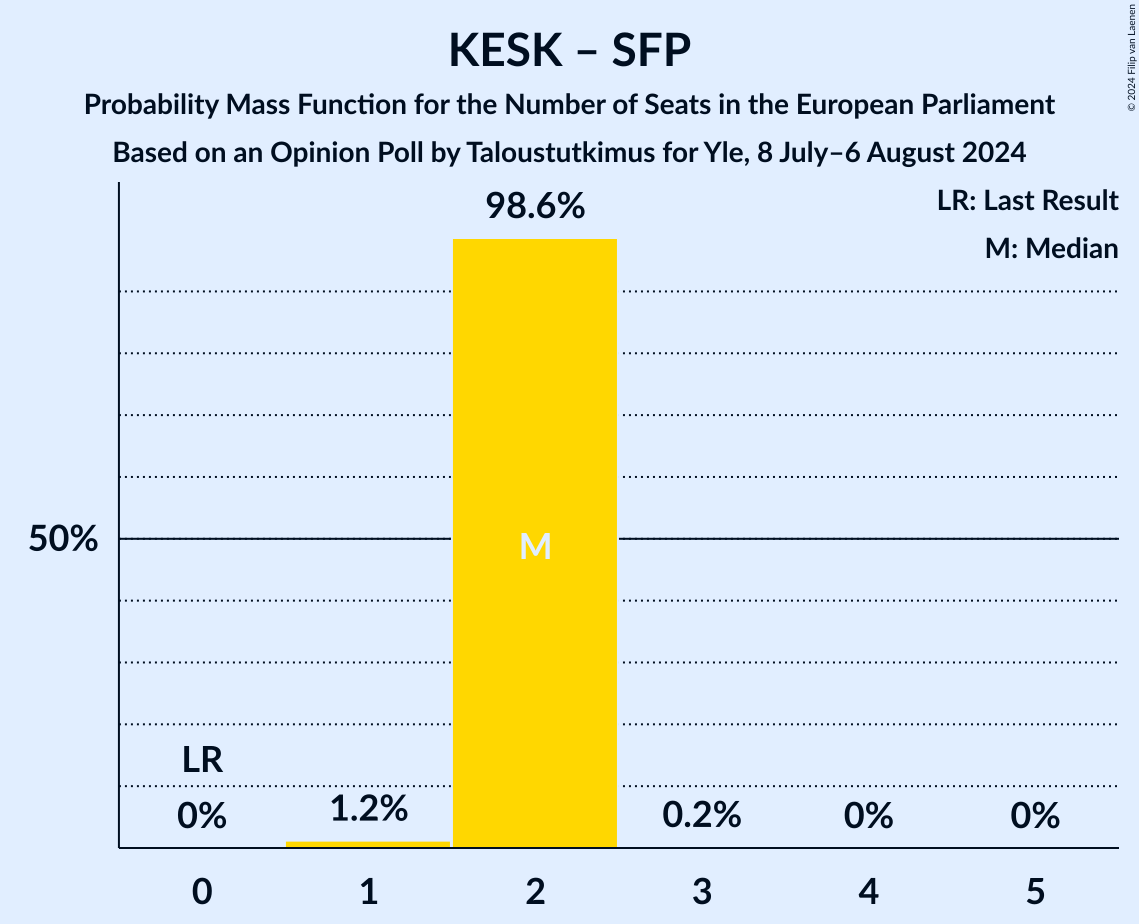 KESK – SFP
Probability Mass Function for the Number of Seats in the European Parliament
Based on an Opinion Poll by Taloustutkimus for Yle, 8 July–6 August 2024
© 2024 Filip van Laenen
LR: Last Result
M: Median
98.6%
50%
M
LR
0%
1.2%
0.2%
0%
0%
0 1 2 3 4 5